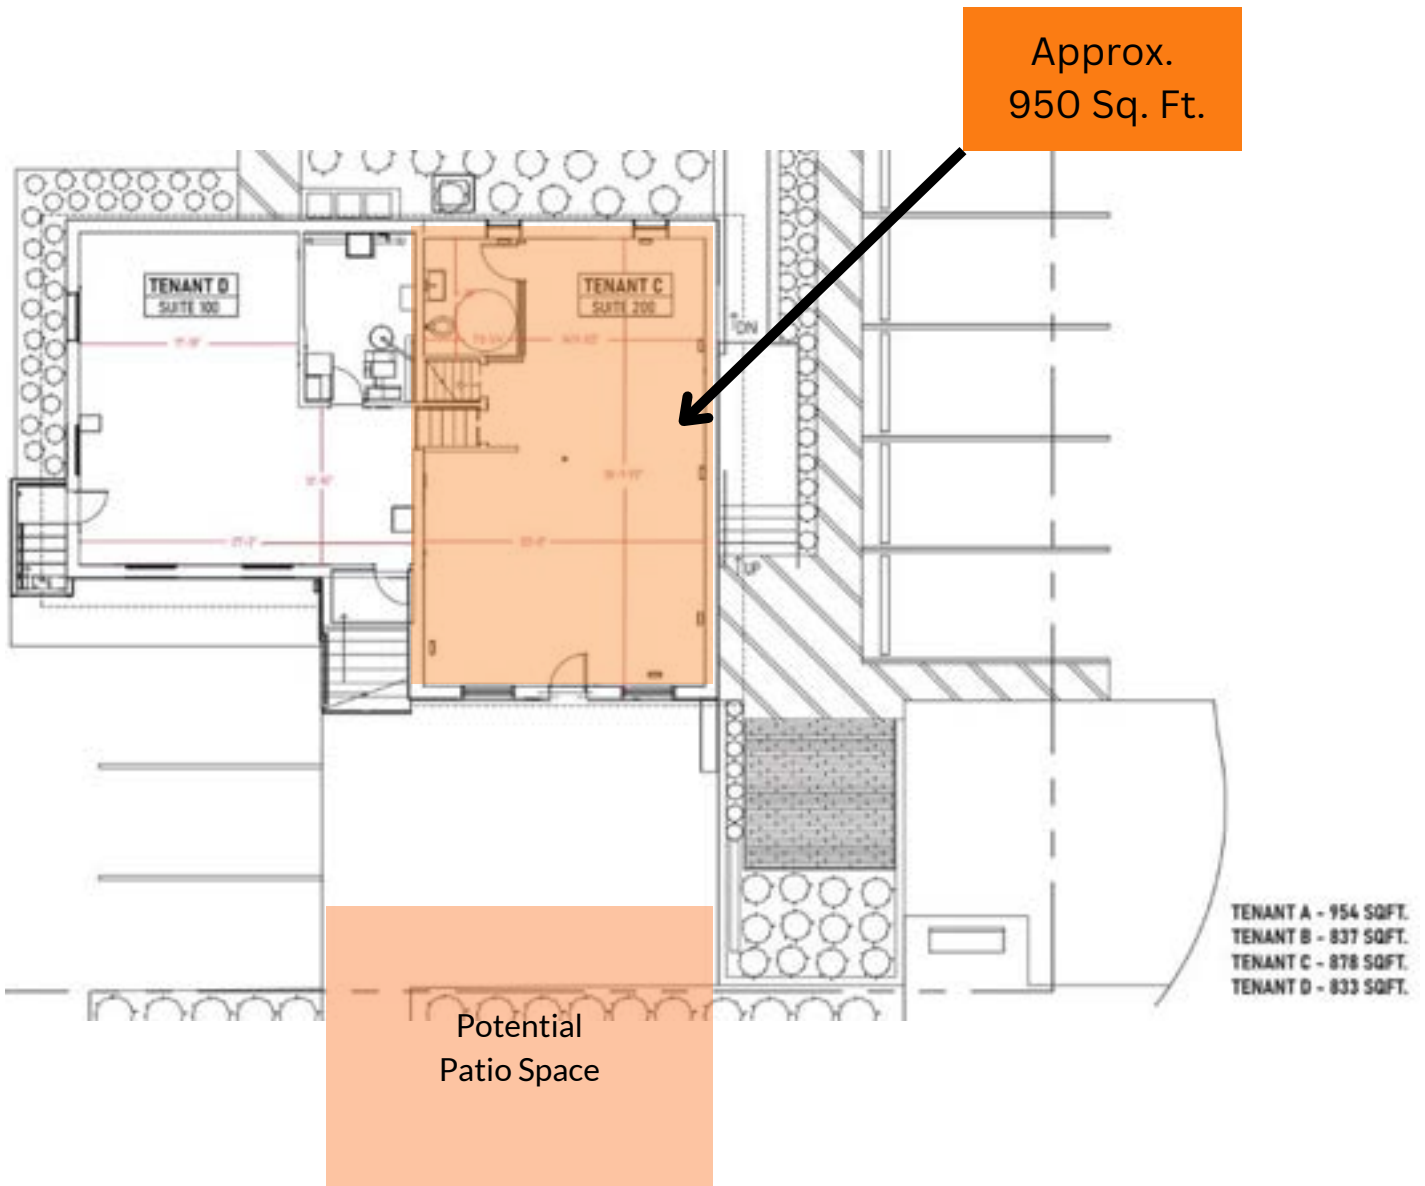 Approx.
950 Sq. Ft.
TENANT D
SUITE 100
TENANT C
SUITE 200
DN
UP
TENANT A - 954 SQFT.
TENANT B - 837 SQFT.
TENANT C - 878 SQFT.
TENANT D - 833 SQFT.
Potential
Patio Space